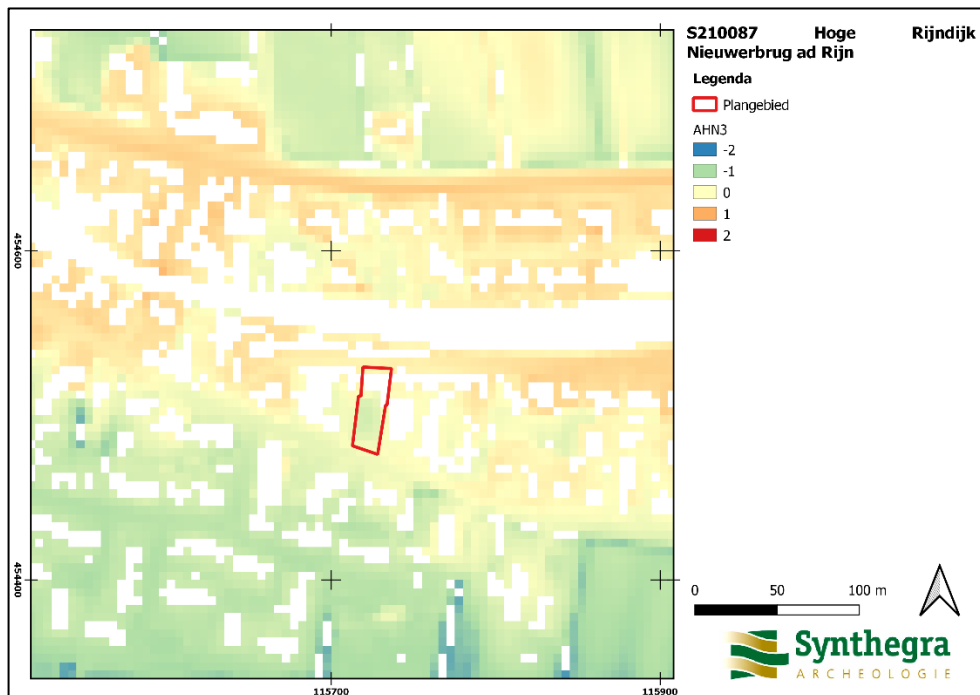 S210087 Hoge Rijndijk
Nieuwerbrug ad Rijn
Legenda
Plangebied
AHN3
-2
-1
0
1
2
454600
454400
0 50 100 m
Synthegra
ARCHEOLOGIE
115700 115900